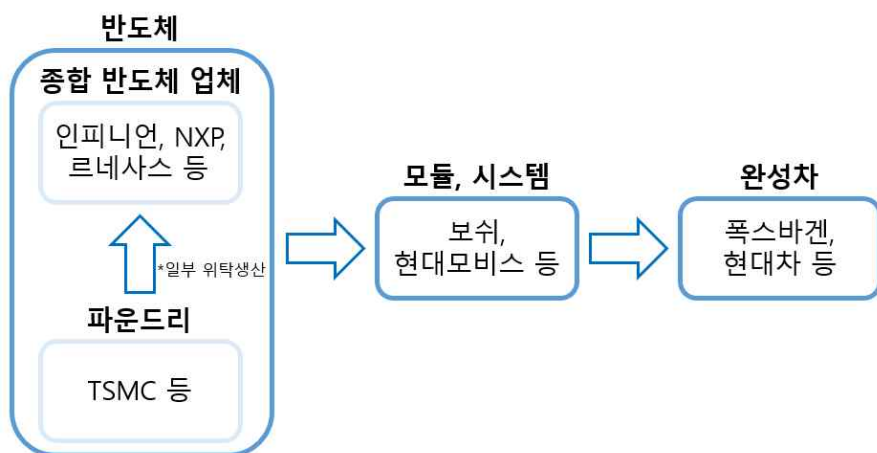 반도체
종합 반도체 업체
인피니언, NXP,
르네사스 등
*일부 위탁생산
파운드리
TSMC 등
모듈, 시스템
보쉬,
현대모비스 등
완성차
폭스바겐,
현대차 등